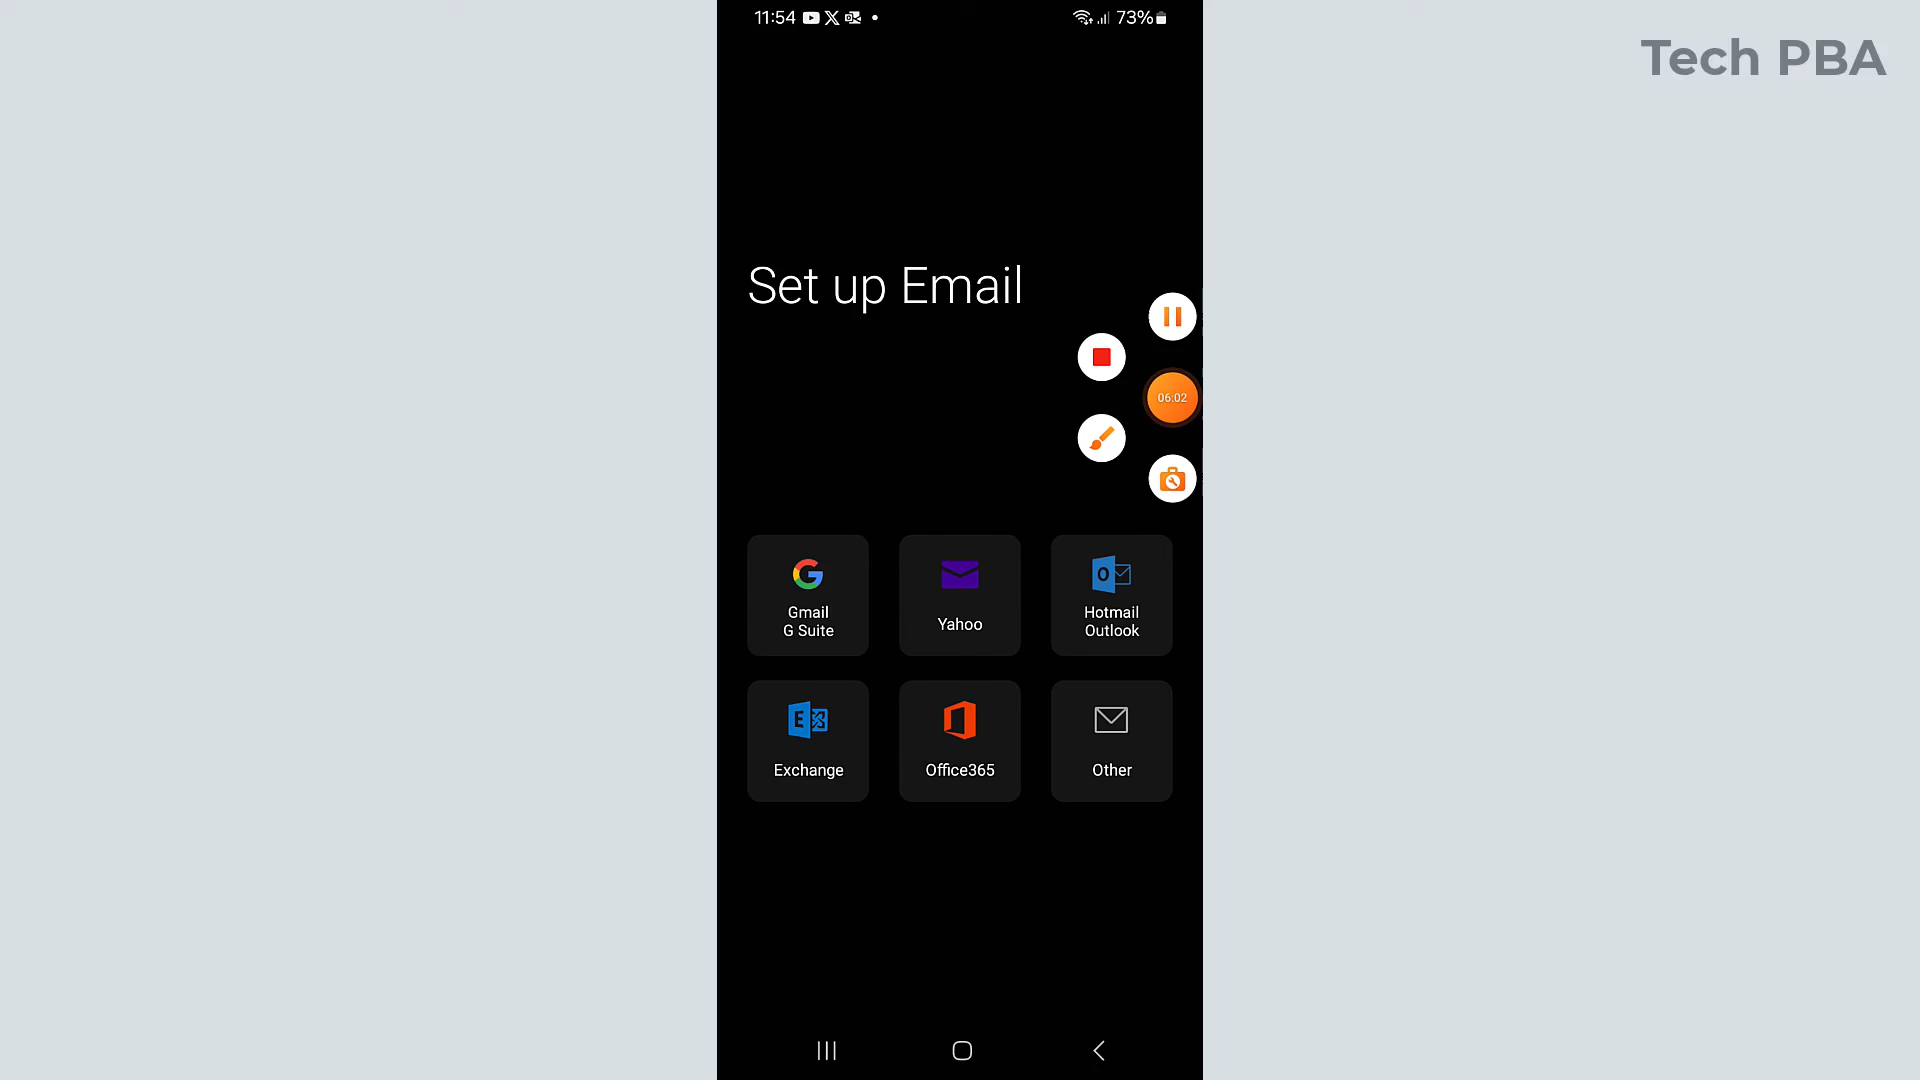 11:54
73%
Tech PBA
Set up Email
06:02
Gmail
G Suite
Yahoo
Hotmail
Outlook
Exchange
Office365
Other